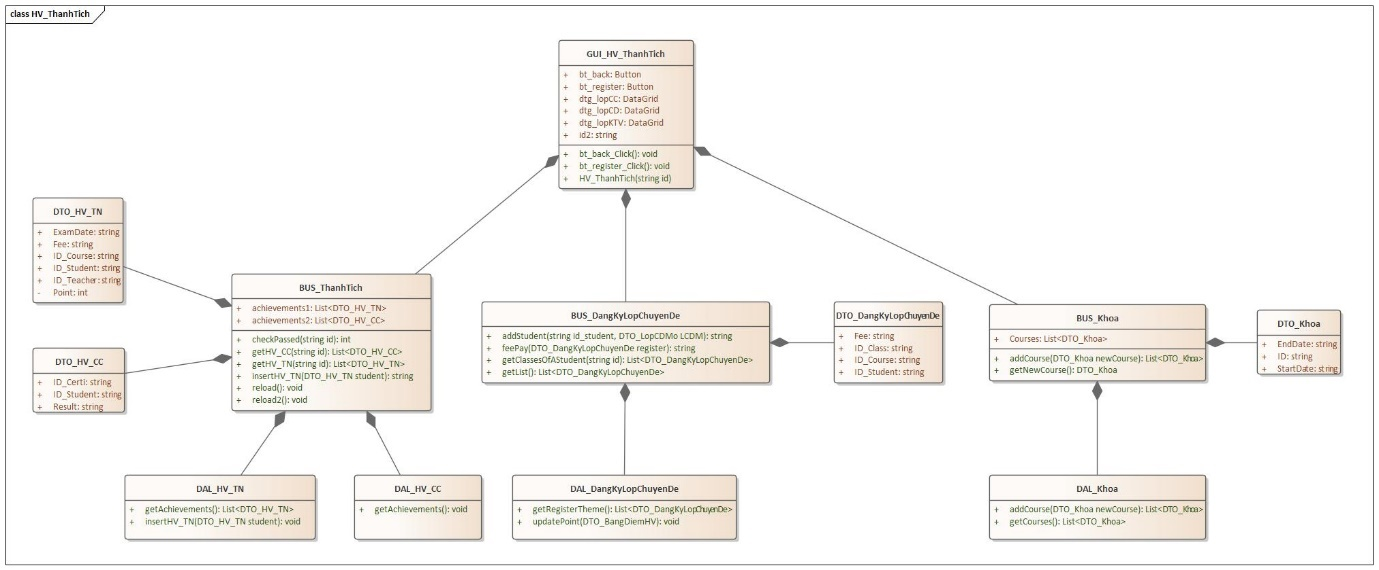 class HV_ThanhTich
GUI_HV_ThanhTich
+ bt_back: Button
+ bt_register: Button
+ dtg_lopCC: DataGrid
+ dtg_lopCD: DataGrid
+ dtg_lopKTV: DataGrid
+ id2: string
+ bt_back_Click(): void
+ bt_register_Click(): void
+ HV_ThanhTich(string id)
DTO_HV_TN
+ ExamDate: string
+ Fee: string
+ ID_Course: string
+ ID_Student: string
+ ID_Teacher: string
- Point: int
DTO_HV_CC
+ ID_Certi: string
+ ID_Student: string
+ Result: string
BUS_ThanhTich
+ achievements1: List<DTO_HV_TN>
+ achievements2: List<DTO_HV_CC>
+ checkPassed(string id): int
+ getHV_CC(string id): List<DTO_HV_CC>
+ getHV_TN(string id): List<DTO_HV_TN>
+ insertHV_TN(DTO_HV_TN student): string
+ reload(): void
+ reload2(): void
BUS_DangKyLopChuyenDe
+ addStudent(string id_student, DTO_LopCDMo LCDM): string
+ feePay(DTO_DangKyLopChuyenDe register): string
+ getClassesOfAStudent(string id): List<DTO_DangKyLopChuyenDe>
+ getList(): List<DTO_DangKyLopChuyenDe>
DTO_DangKyLopChuyenDe
+ Fee: string
+ ID_Class: string
+ ID_Course: string
+ ID_Student: string
BUS_Khoa
+ Courses: List<DTO_Khoa>
+ addCourse(DTO_Khoa newCourse): List<DTO_Khoa>
+ getNewCourse(): DTO_Khoa
DTO_Khoa
+ EndDate: string
+ ID: string
+ StartDate: string
DAL_HV_TN
+ getAchievements(): List<DTO_HV_TN>
+ insertHV_TN(DTO_HV_TN student): void
DAL_HV_CC
+ getAchievements(): void
DAL_DangKyLopChuyenDe
+ getRegisterTheme(): List<DTO_DangKyLopChuyenDe>
+ updatePoint(DTO_BangDiemHV): void
DAL_Khoa
+ addCourse(DTO_Khoa newCourse): List<DTO_Khoa>
+ getCourses(): List<DTO_Khoa>